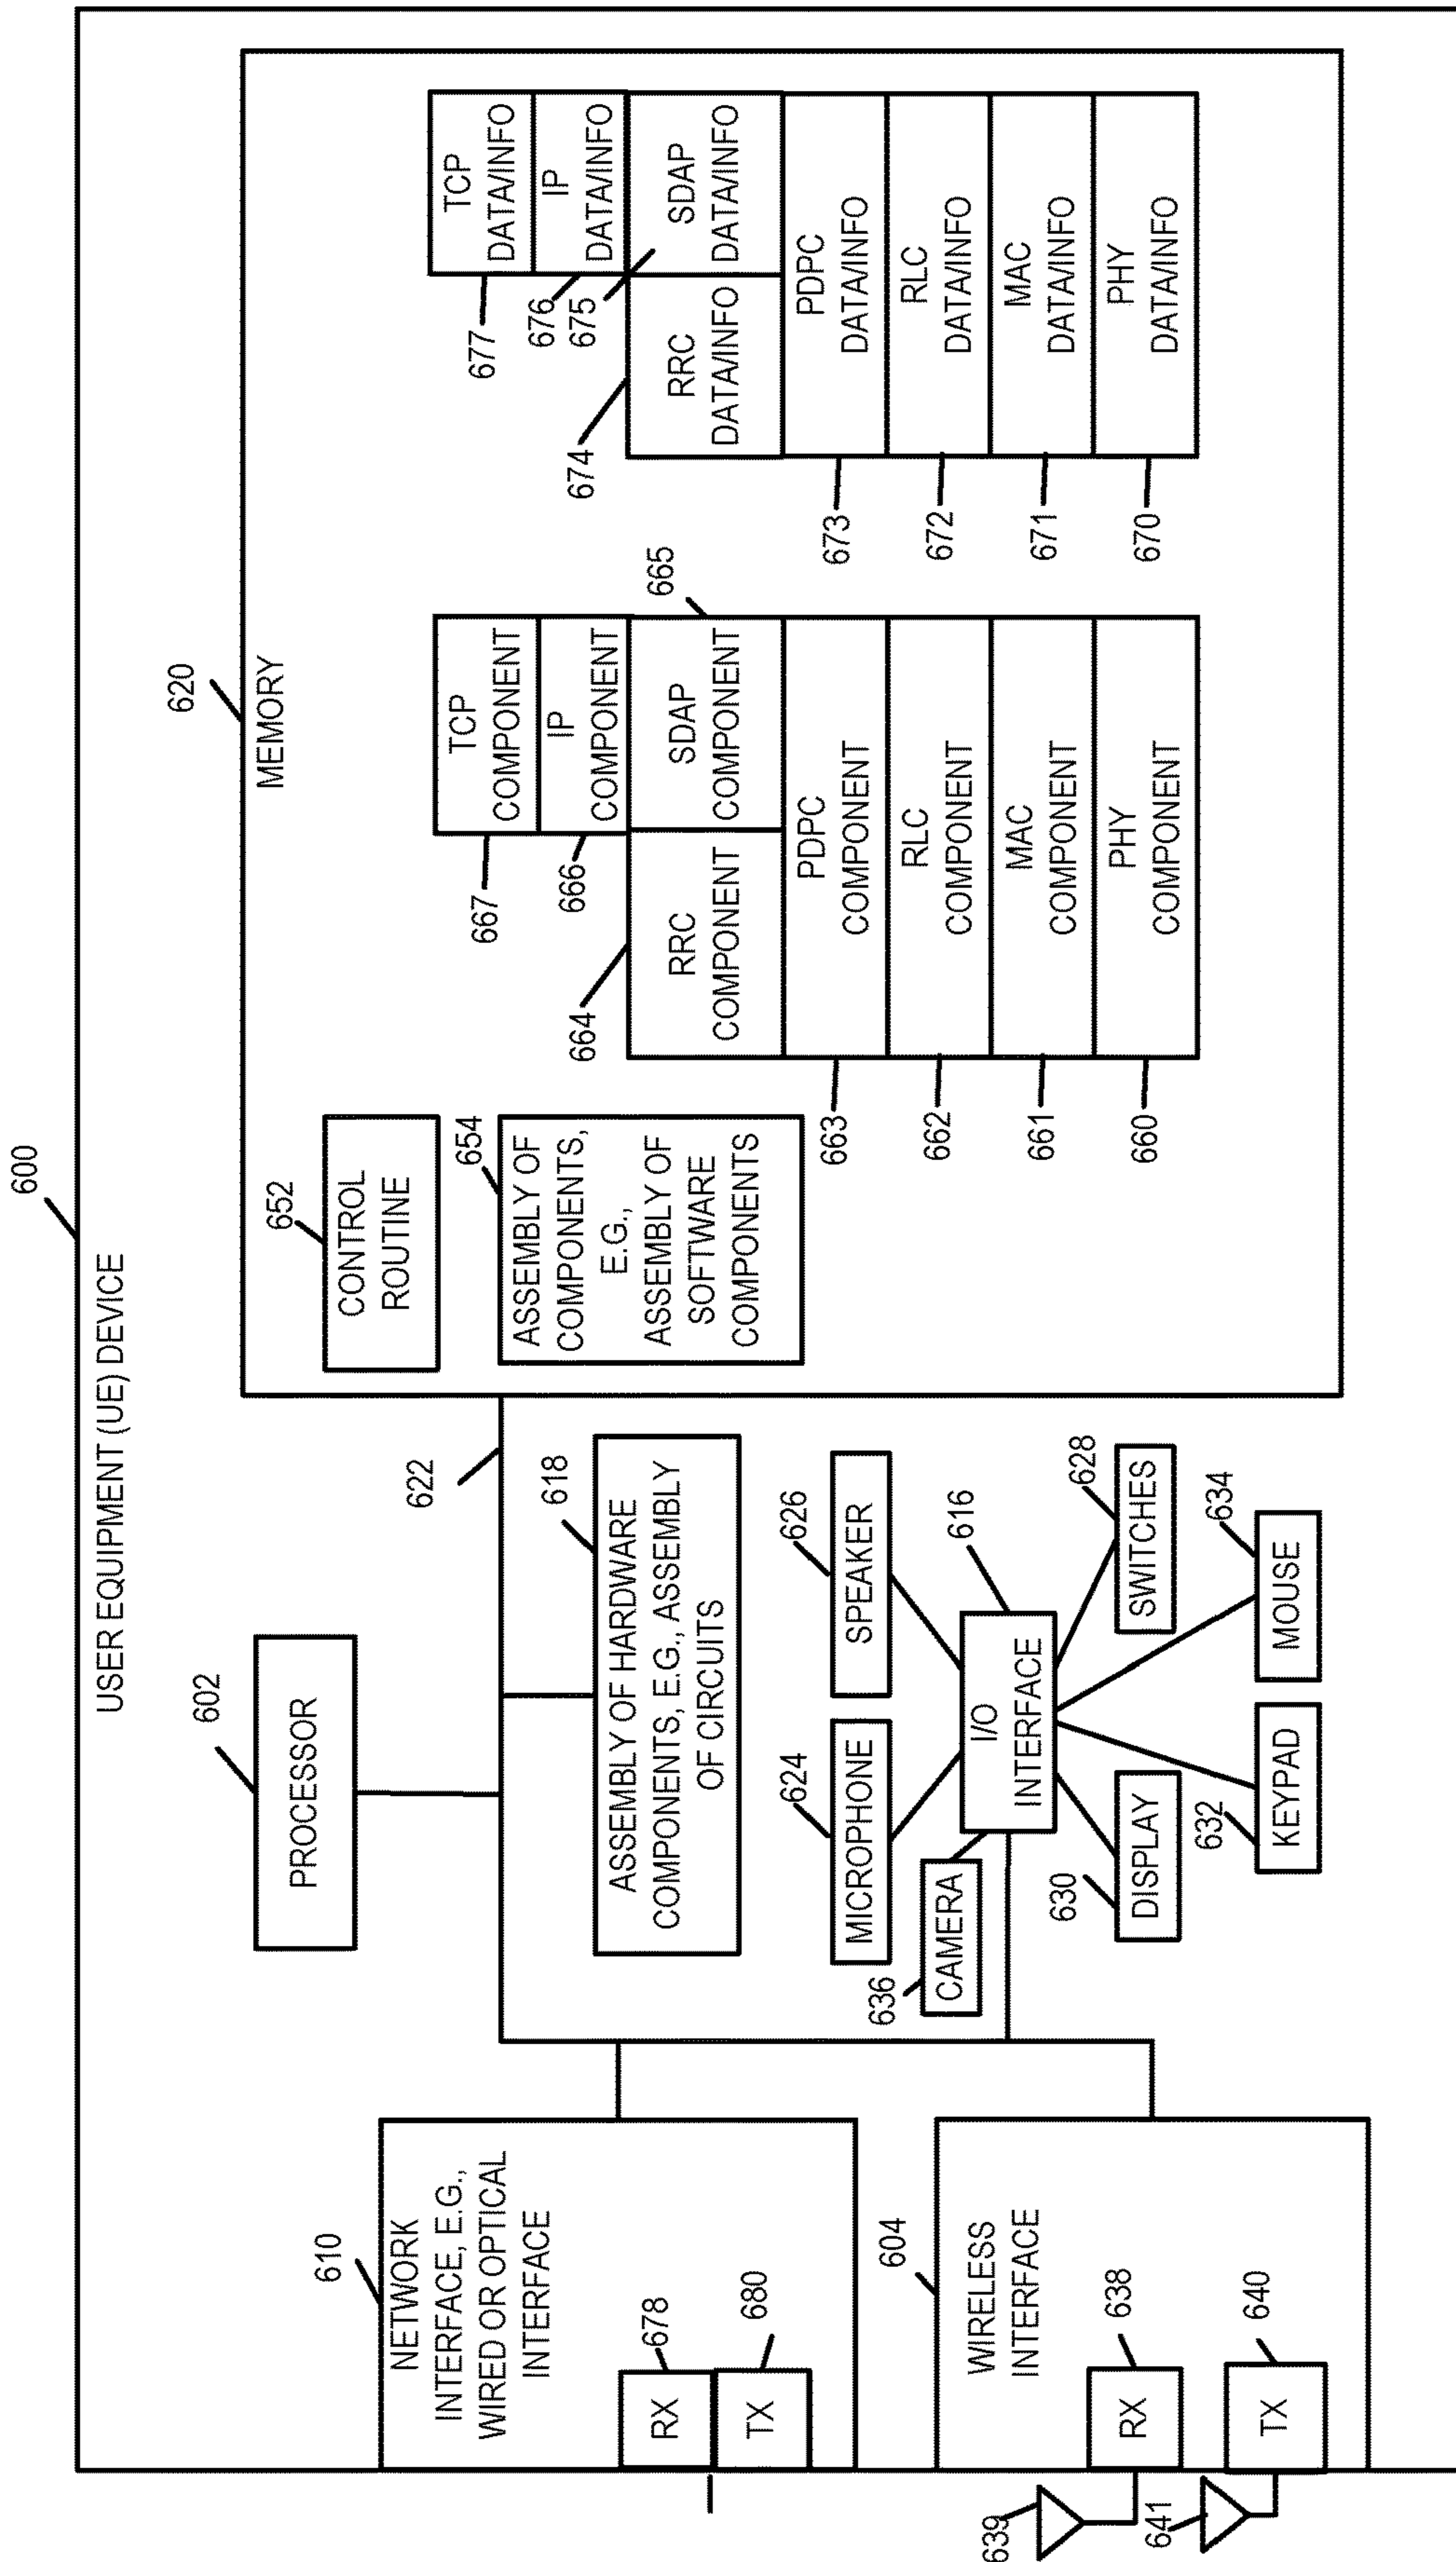 600
USER EQUIPMENT (UE) DEVICE
610
NETWORK
INTERFACE, E.G.,
WIRED OR OPTICAL
INTERFACE
678
RX
680
TX
604
WIRELESS
INTERFACE
638
RX
640
TX
639
641
602
PROCESSOR
622
618
ASSEMBLY OF HARDWARE
COMPONENTS, E.G., ASSEMBLY
OF CIRCUITS
624
MICROPHONE
626
SPEAKER
636
CAMERA
616
I/O
INTERFACE
630
DISPLAY
628
SWITCHES
632
KEYPAD
634
MOUSE
620
MEMORY
652
CONTROL
ROUTINE
654
ASSEMBLY OF
COMPONENTS,
E.G.,
ASSEMBLY OF
SOFTWARE
COMPONENTS
667
TCP
COMPONENT
666
IP
COMPONENT
664
RRC
COMPONENT
665
SDAP
COMPONENT
663
PDPC
COMPONENT
662
RLC
COMPONENT
661
MAC
COMPONENT
660
PHY
COMPONENT
677
TCP
DATA/INFO
676
IP
DATA/INFO
675
674
RRC
DATA/INFO
SDAP
DATA/INFO
673
PDPC
DATA/INFO
672
RLC
DATA/INFO
671
MAC
DATA/INFO
670
PHY
DATA/INFO